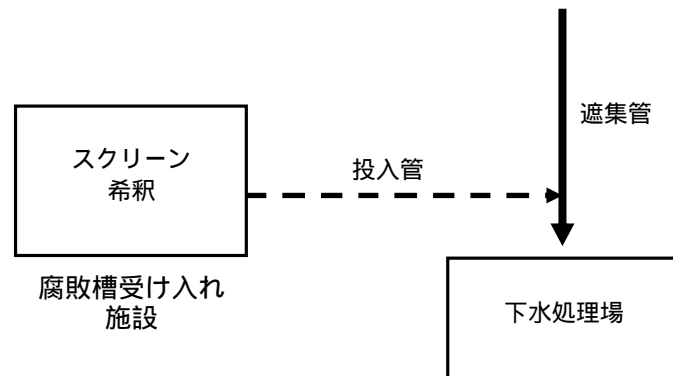 遮集管
スクリーン
希釈
投入管
腐敗槽受け入れ
施設
下水処理場